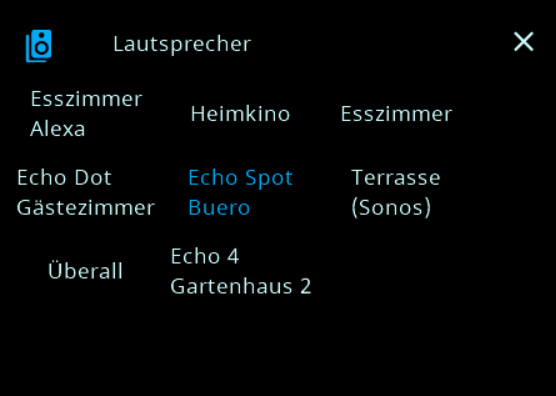 Lautsprecher
Esszimmer
Alexa
Heimkino
Esszimmer
Echo Dot
Gästezimmer
Echo Spot
Buero
Terrasse
(Sonos)
Überall
Echo 4
Gartenhaus 2